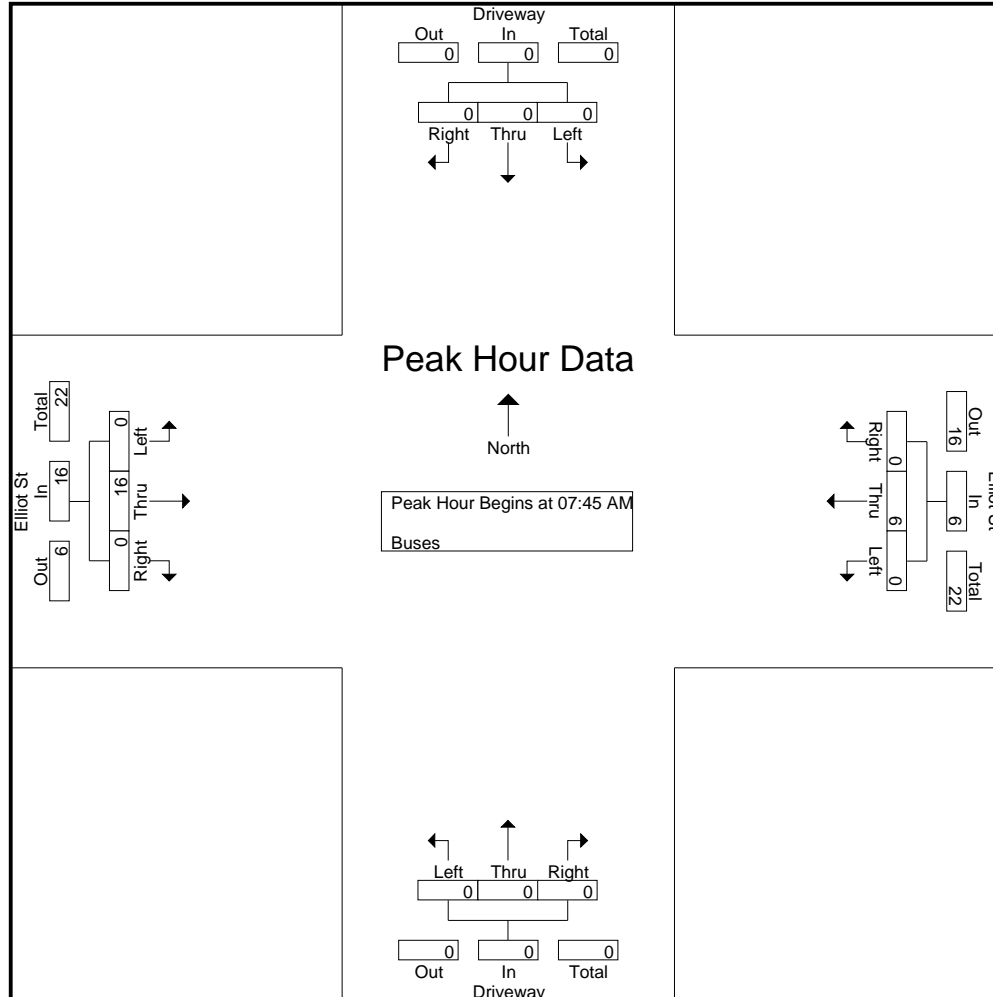 Driveway
Out In Total
0 0 0
0 0 0
Right Thru Left
Peak Hour Data
North
Peak Hour Begins at 07:45 AM
Buses
Elliot St
Total In Out
22 16 6
0 16 0
Left Thru Right
Elliot St
Out In Total
16 6 22
0 6 0
Right Thru Left
Left Thru Right
0 0 0
0 0 0
Out In Total
Driveway